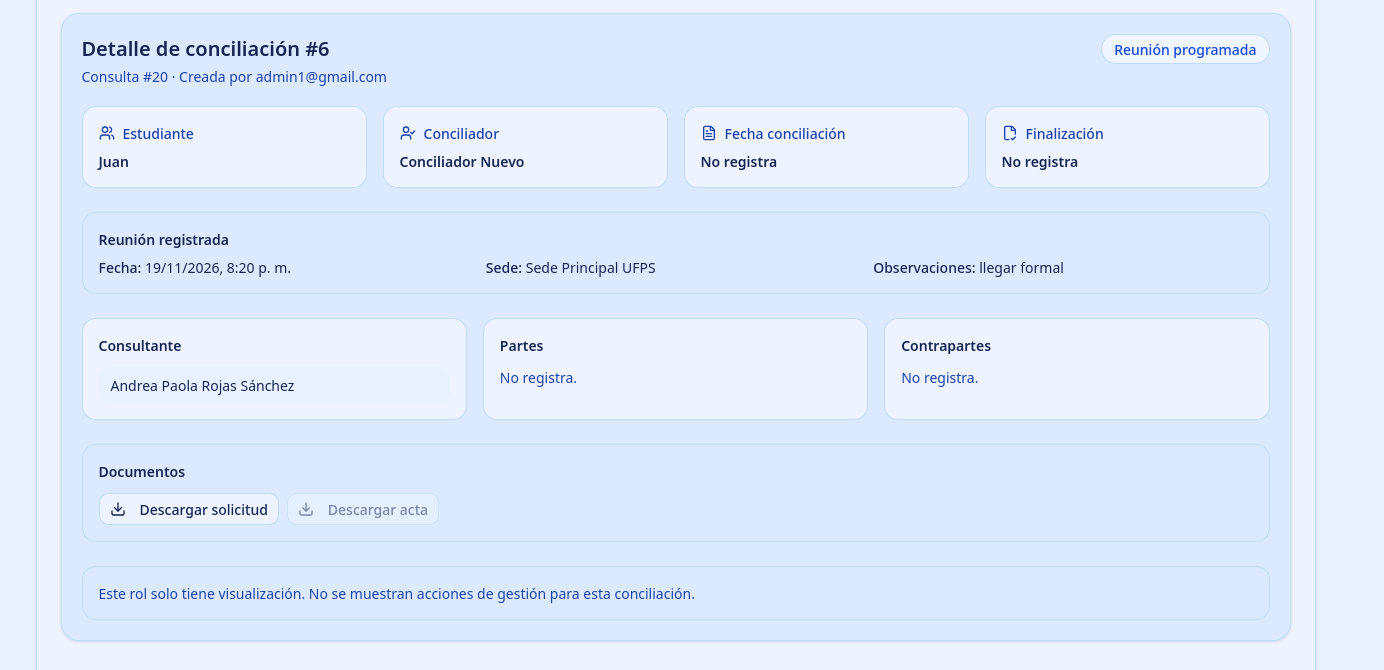 Detalle de conciliación #6
Reunión programada
Consulta #20 · Creada por admin1@gmail.com
Estudiante
Juan
Conciliador
Conciliador Nuevo
Fecha conciliación
No registra
Finalización
No registra
Reunión registrada
Fecha: 19/11/2026, 8:20 p. m.
Sede: Sede Principal UFPS
Observaciones: llegar formal
Consultante
Andrea Paola Rojas Sánchez
Partes
No registra.
Contrapartes
No registra.
Documentos
Descargar solicitud
Descargar acta
Este rol solo tiene visualización. No se muestran acciones de gestión para esta conciliación.